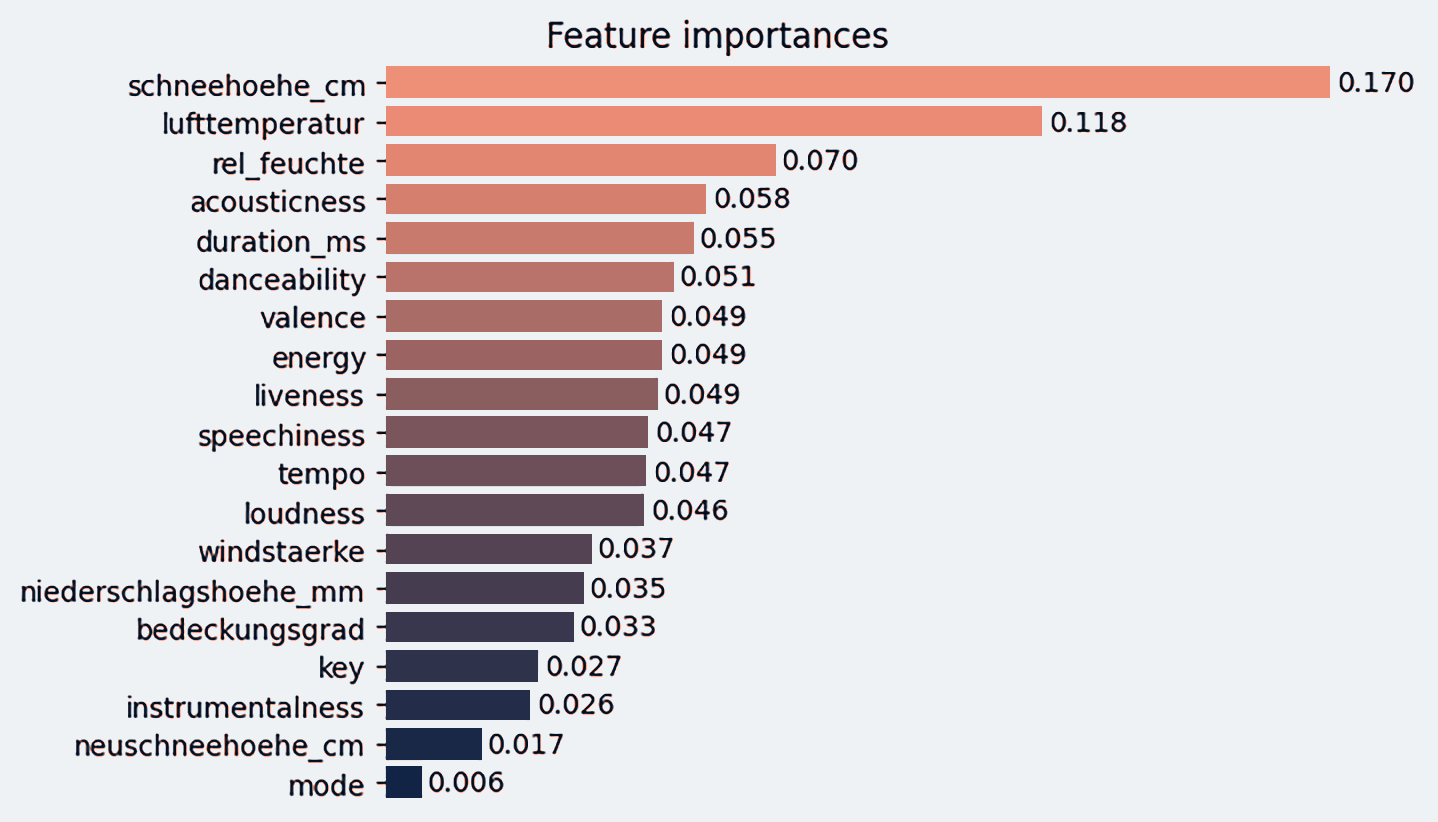 Feature importances
schneehoehe_cm 0.170
lufttemperatur 0.118
rel_feuchte 0.070
acousticness 0.058
duration_ms 0.055
danceability 0.051
valence 0.049
energy 0.049
liveness 0.049
speechiness 0.047
tempo 0.047
loudness 0.046
windstaerke 0.037
niederschlagshoehe_mm 0.035
bedeckungsgrad 0.033
key 0.027
instrumentalness 0.026
neuschneehoehe_cm 0.017
mode 0.006